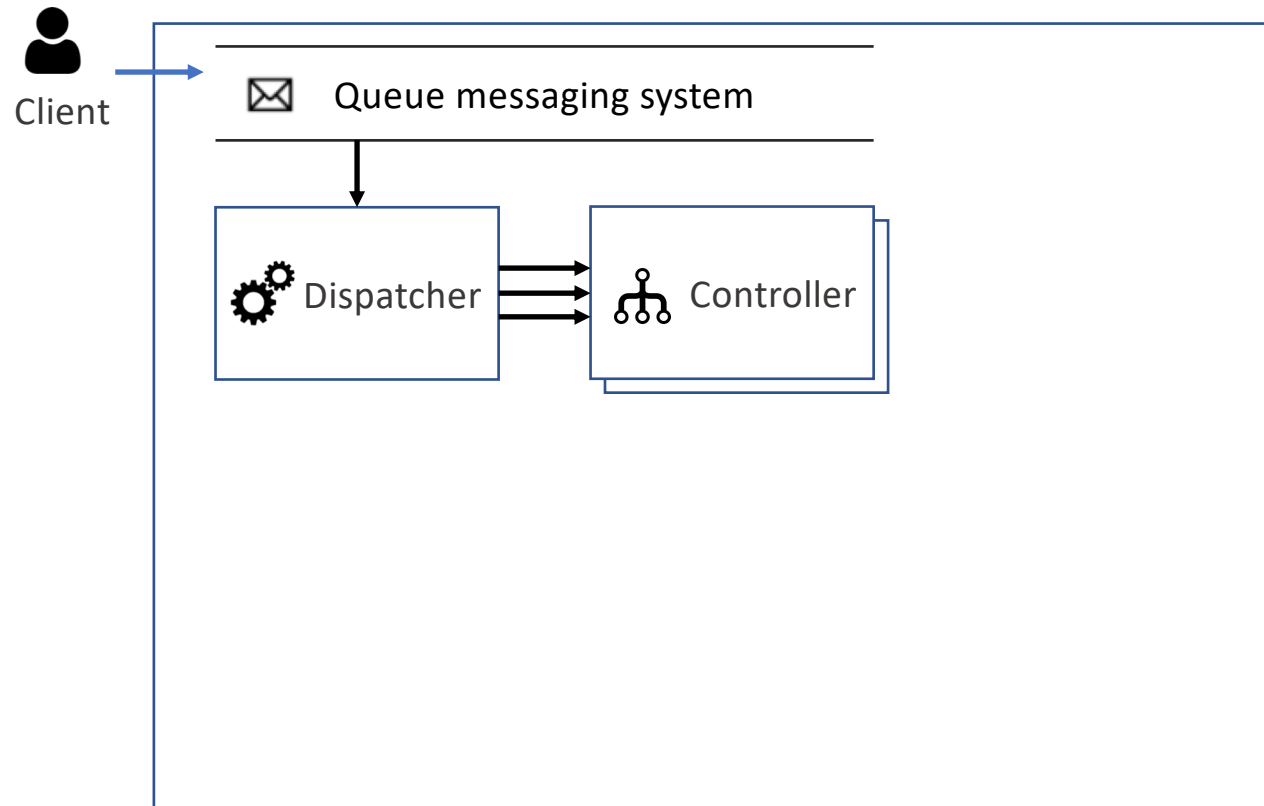 Client
Queue messaging system
Dispatcher
Controller